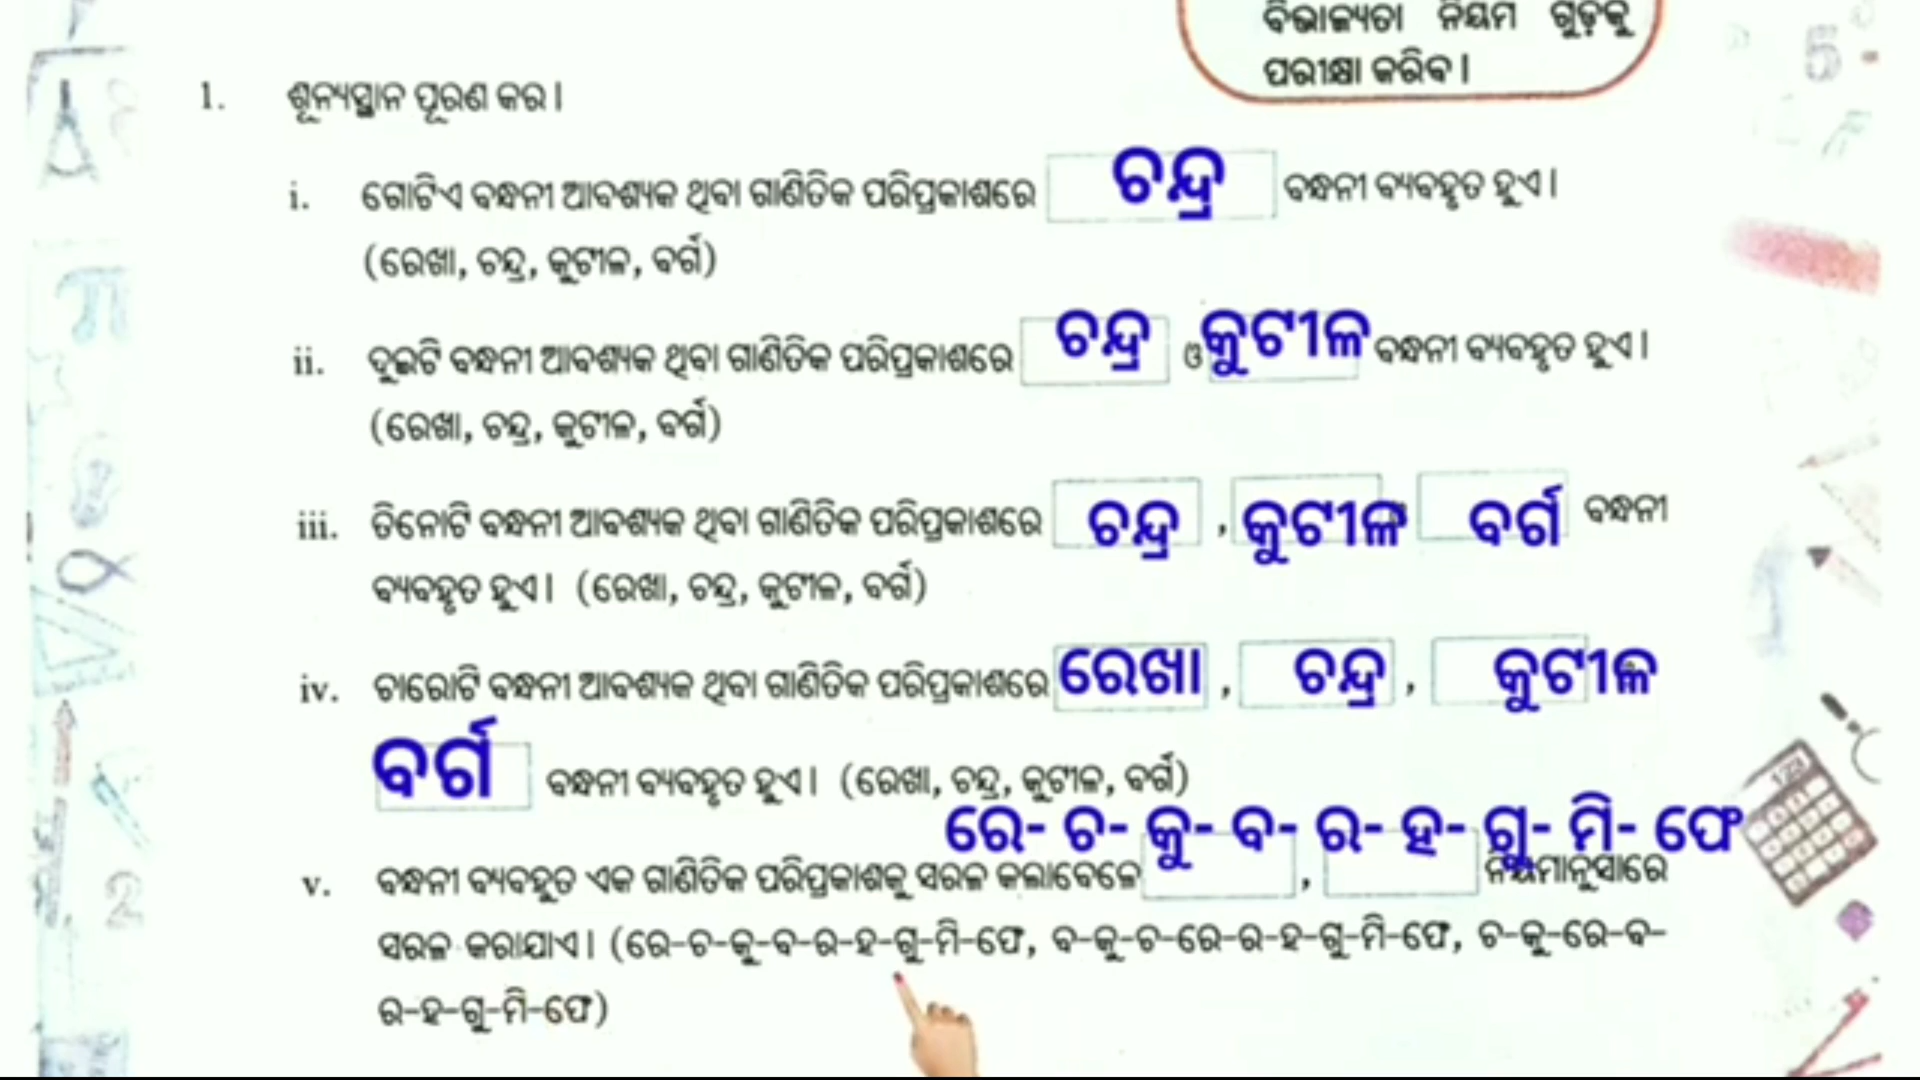 ବିଭାଜ୍ୟତା ନିୟମ ଗୁଡ଼କୁ
ପରୀକ୍ଷା କରିବ।
1. ଶୂନ୍ୟସ୍ଥାନ ପୂରଣ କର।
i. ଗୋଟିଏ ବନ୍ଧନୀ ଆବଶ୍ୟକ ଥିବା ଗାଣିତିକ ପରିପ୍ରକାଶରେ ଚନ୍ଦ୍ର ବନ୍ଧନୀ ବ୍ୟବହୃତ ହୁଏ।
(ରେଖା, ଚନ୍ଦ୍ର, କୁଟୀଳ, ବର୍ଗ)
ii. ଦୁଇଟି ବନ୍ଧନୀ ଆବଶ୍ୟକ ଥିବା ଗାଣିତିକ ପରିପ୍ରକାଶରେ ଚନ୍ଦ୍ର ଓ କୁଟୀଳ ବନ୍ଧନୀ ବ୍ୟବହୃତ ହୁଏ।
(ରେଖା, ଚନ୍ଦ୍ର, କୁଟୀଳ, ବର୍ଗ)
iii. ତିନୋଟି ବନ୍ଧନୀ ଆବଶ୍ୟକ ଥିବା ଗାଣିତିକ ପରିପ୍ରକାଶରେ ଚନ୍ଦ୍ର , କୁଟୀଳ ବର୍ଗ ବନ୍ଧନୀ
ବ୍ୟବହୃତ ହୁଏ। (ରେଖା, ଚନ୍ଦ୍ର, କୁଟୀଳ, ବର୍ଗ)
iv. ଚାରୋଟି ବନ୍ଧନୀ ଆବଶ୍ୟକ ଥିବା ଗାଣିତିକ ପରିପ୍ରକାଶରେ ରେଖା , ଚନ୍ଦ୍ର , କୁଟୀଳ
ବର୍ଗ ବନ୍ଧନୀ ବ୍ୟବହୃତ ହୁଏ। (ରେଖା, ଚନ୍ଦ୍ର, କୁଟୀଳ, ବର୍ଗ)
ରେ- ଚ- କୁ- ବ- ର- ହ- ଗୁ- ମି- ଫେ
v. ବନ୍ଧନୀ ବ୍ୟବହୃତ ଏକ ଗାଣିତିକ ପରିପ୍ରକାଶକୁ ସରଳ କଲାବେଳେ , ନିୟମାନୁସାରେ
ସରଳ କରାଯାଏ। (ରେ-ଚ-କୁ-ବ-ର-ହ-ଗୁ-ମି-ଫେ, ବ-କୁ-ଚ-ରେ-ର-ହ-ଗୁ-ମି-ଫେ, ଚ-କୁ-ରେ-ବ-
ର-ହ-ଗୁ-ମି-ଫେ)